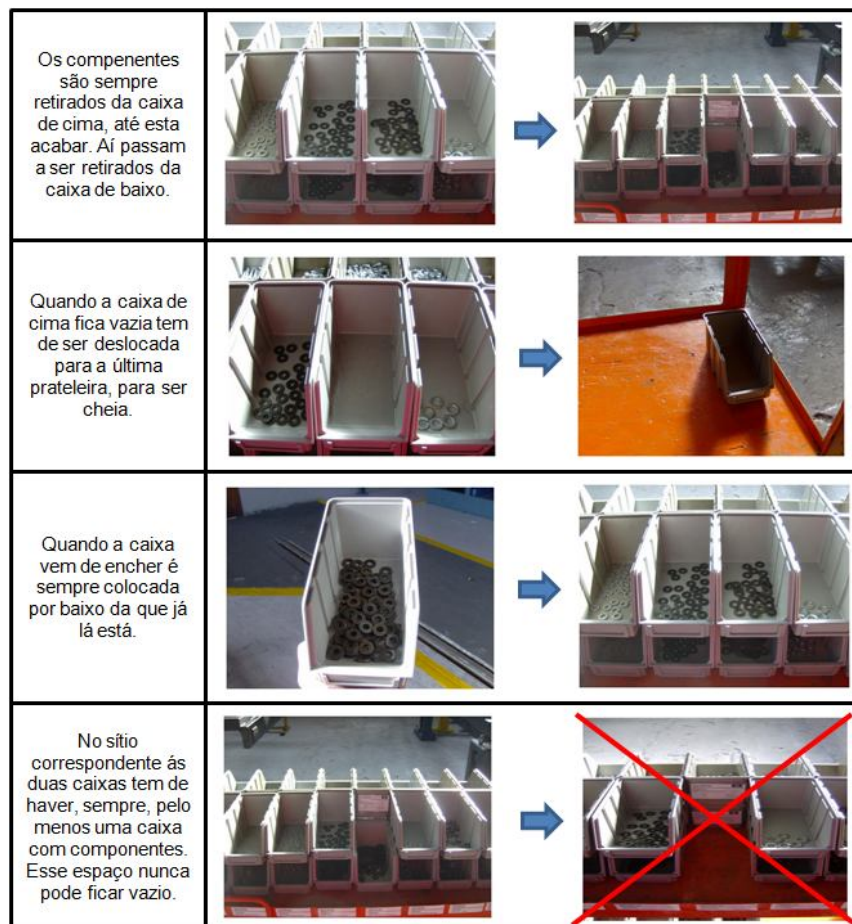 Os compenentes
são sempre
retirados da caixa
de cima, até esta
acabar. Aí passam
a ser retirados da
caixa de baixo.
Quando a caixa de
cima fica vazia tem
de ser deslocada
para a última
prateleira, para ser
cheia.
Quando a caixa
vem de encher é
sempre colocada
por baixo da que já
lá está.
No sítio
correspondente ás
duas caixas tem de
haver, sempre, pelo
menos uma caixa
com componentes.
Esse espaço nunca
pode ficar vazio.